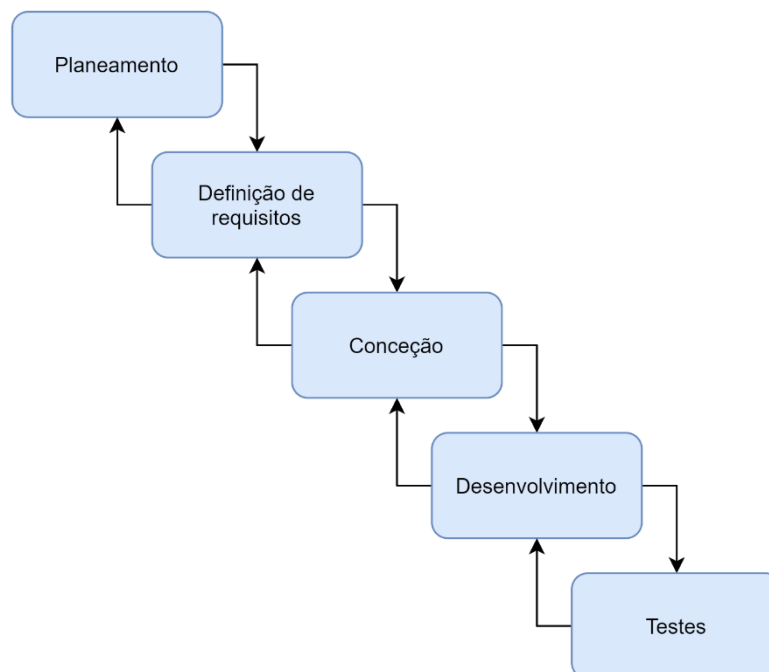 Planeamento
Definição de
requisitos
Conceção
Desenvolvimento
Testes